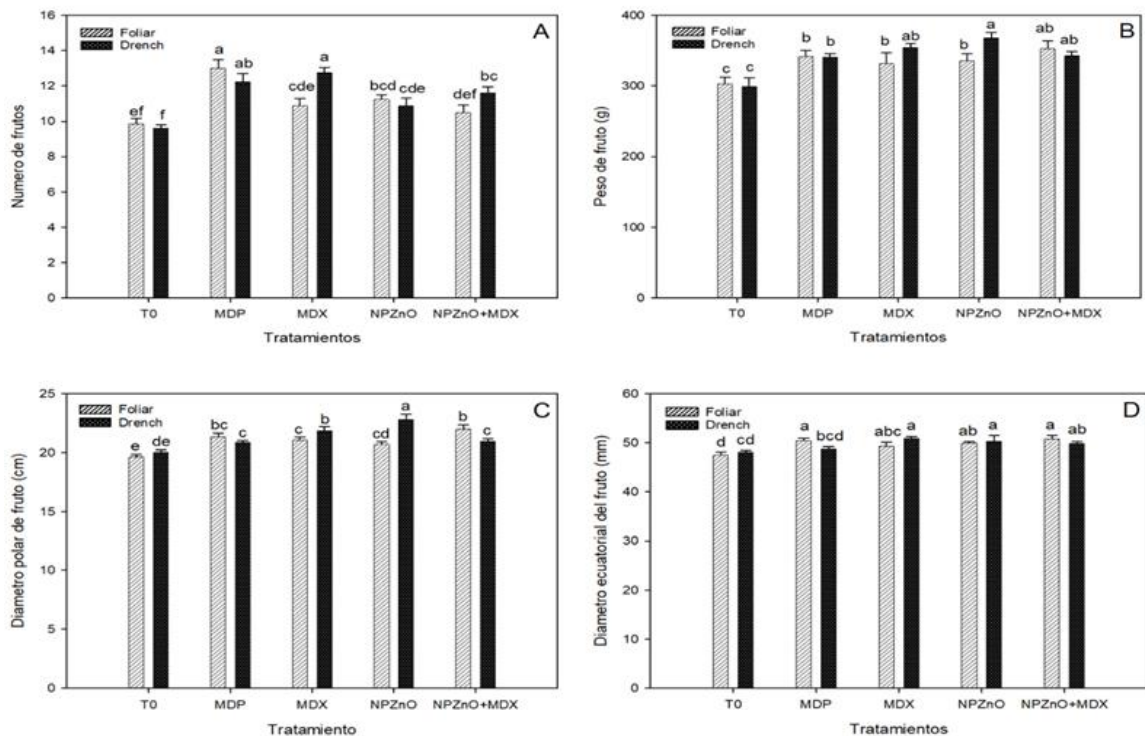 A
Foliar
Drench
Numero de frutos
16
14
12
10
8
6
4
2
0
ef f a ab cde a bcd cde def bc
T0 MDP MDX NPZnO NPZnO+MDX
Tratamientos
B
Foliar
Drench
Peso de fruto (g)
400
300
200
100
0
c c b b b ab b a ab ab
T0 MDP MDX NPZnO NPZnO+MDX
Tratamientos
C
Foliar
Drench
Diametro polar de fruto (cm)
25
20
15
10
5
0
e de bc c c b cd a b c
T0 MDP MDX NPZnO NPZnO+MDX
Tratamiento
D
Foliar
Drench
Diametro ecuatorial del fruto (mm)
60
50
40
30
20
10
0
d cd a bcd abc a ab a a ab
T0 MDP MDX NPZnO NPZnO+MDX
Tratamientos